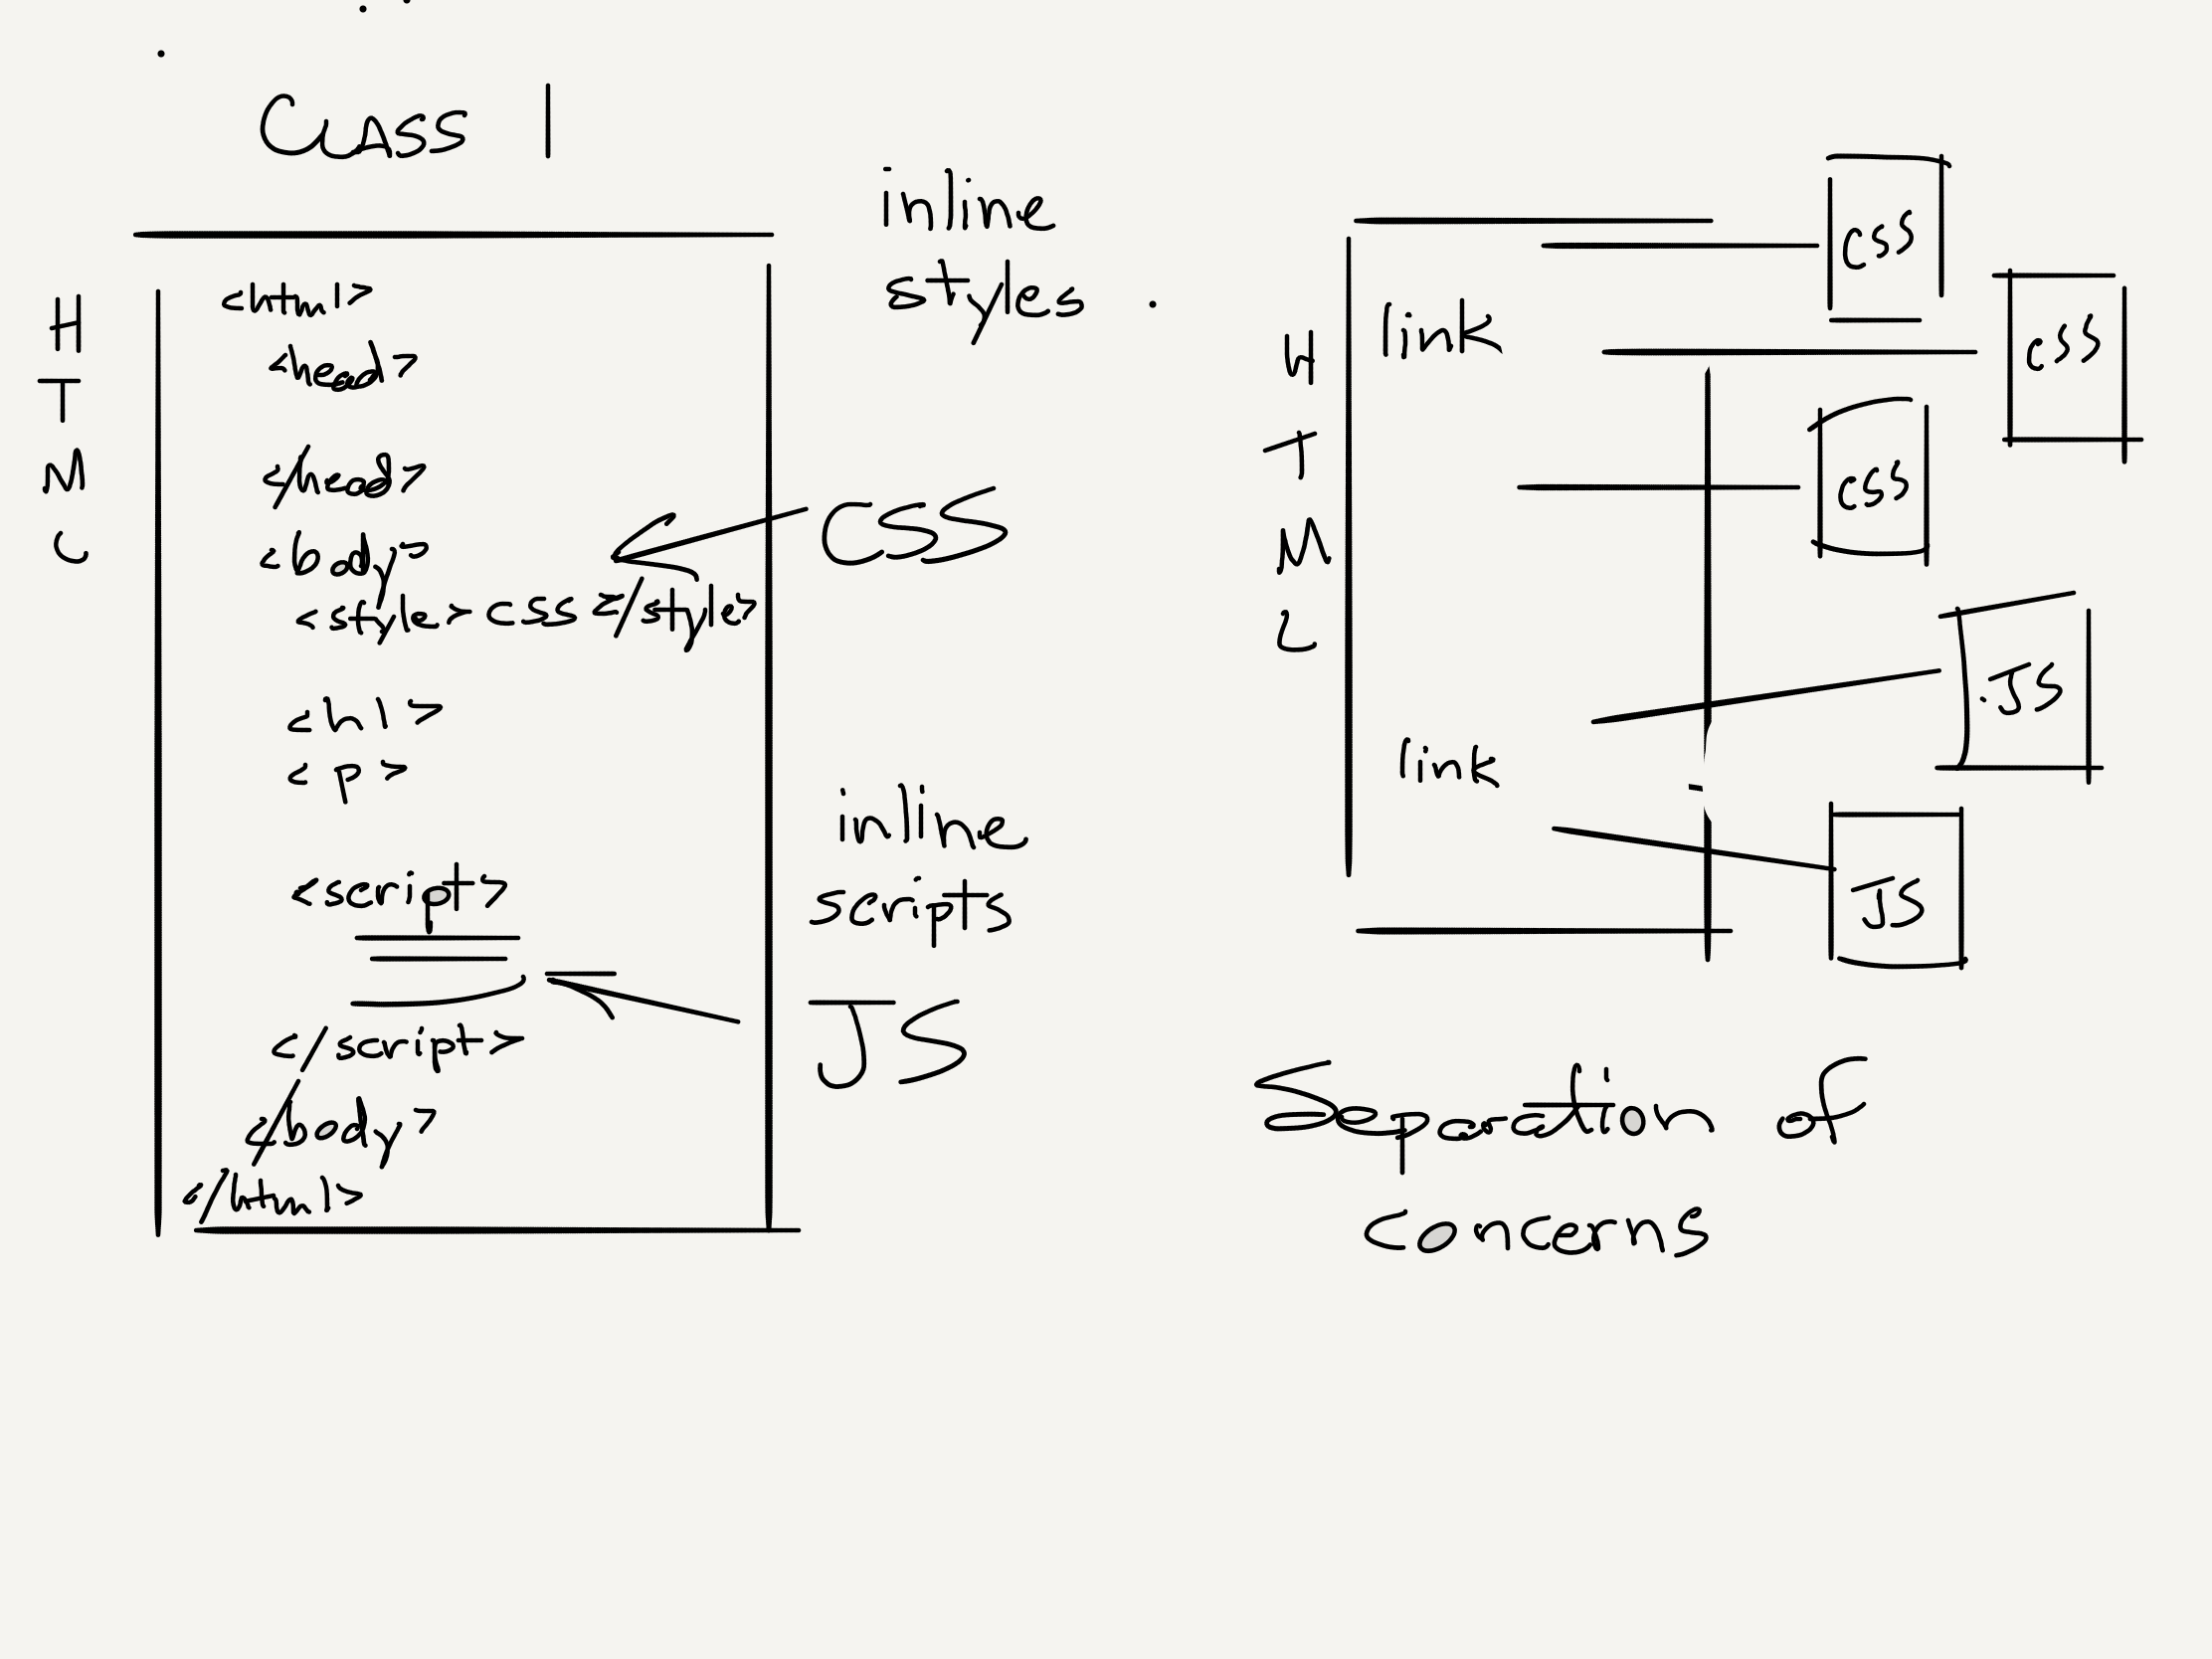 Class 1
H
T
M
L
<html>
<head>
</head>
<body>
<style> css </style>
<h1>
<p>
<script>
</script>
</body>
</html>
inline
styles.
CSS
inline
scripts
JS
H
T
M
L
link
link
css
css
css
.JS
JS
Separation of
Concerns